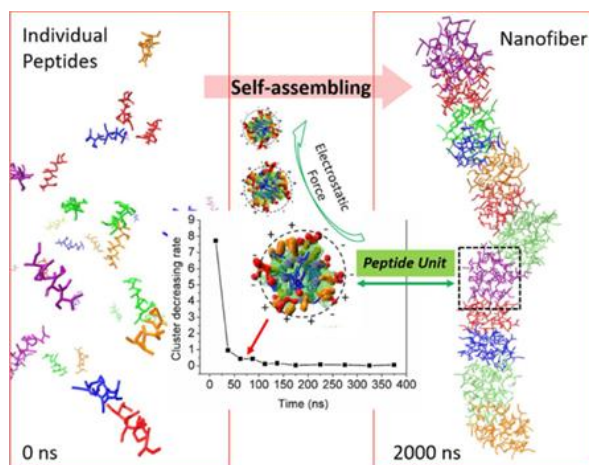 Individual
Peptides
Nanofiber
Self-assembling
Electrostatic
Force
Peptide Unit
Cluster decreasing rate
9
8
7
6
5
4
3
2
1
0
0 50 100 150 200 250 300 350 400
Time (ns)
0 ns
2000 ns